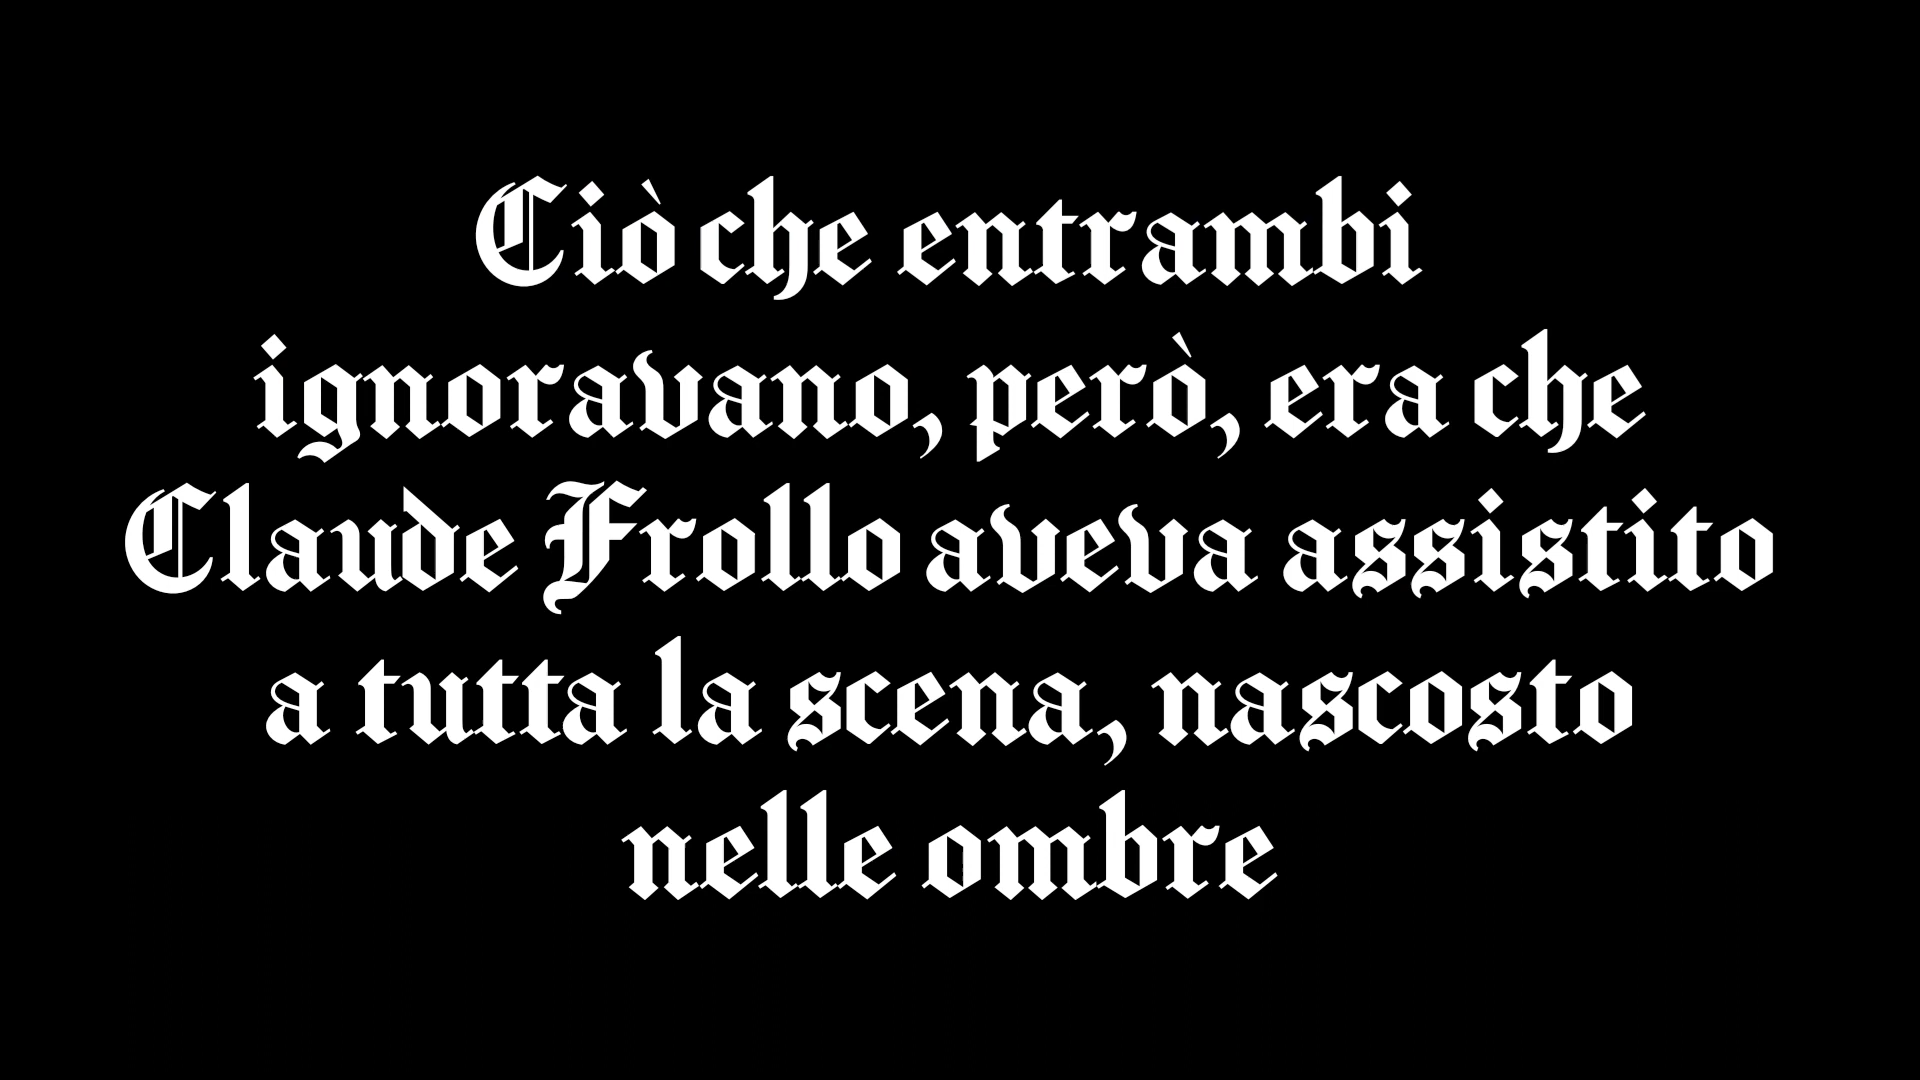 Ciò che entrambi
ignoravano, però, era che
Claude Frollo aveva assistito
a tutta la scena, nascosto
nelle ombre